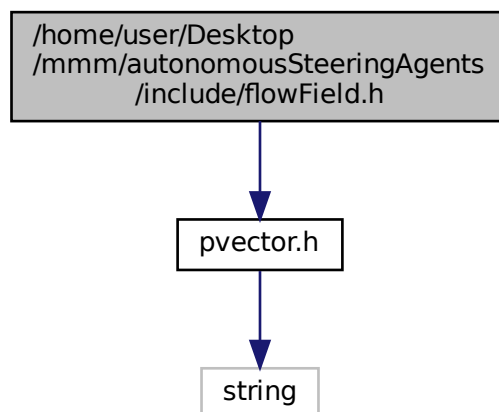 /home/user/Desktop
/mmm/autonomousSteeringAgents
/include/flowField.h
pvector.h
string